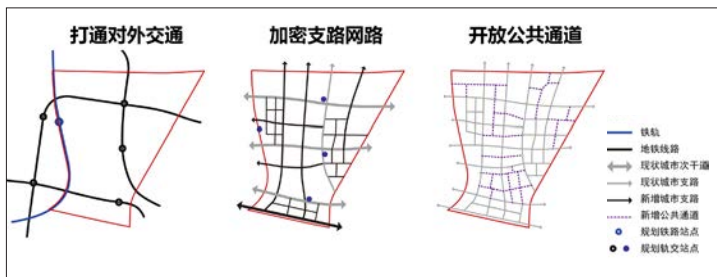 打通对外交通
加密支路网路
开放公共通道
铁轨
地铁线路
现状城市次干道
现状城市支路
新增城市支路
新增公共通道
规划铁路站点
规划轨交站点